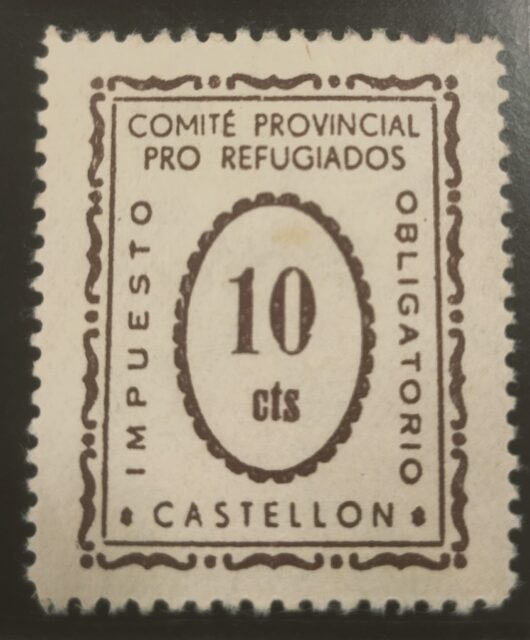 COMITÉ PROVINCIAL
PRO REFUGIADOS
IMPUESTO
OBLIGATORIO
10
cts
CASTELLON